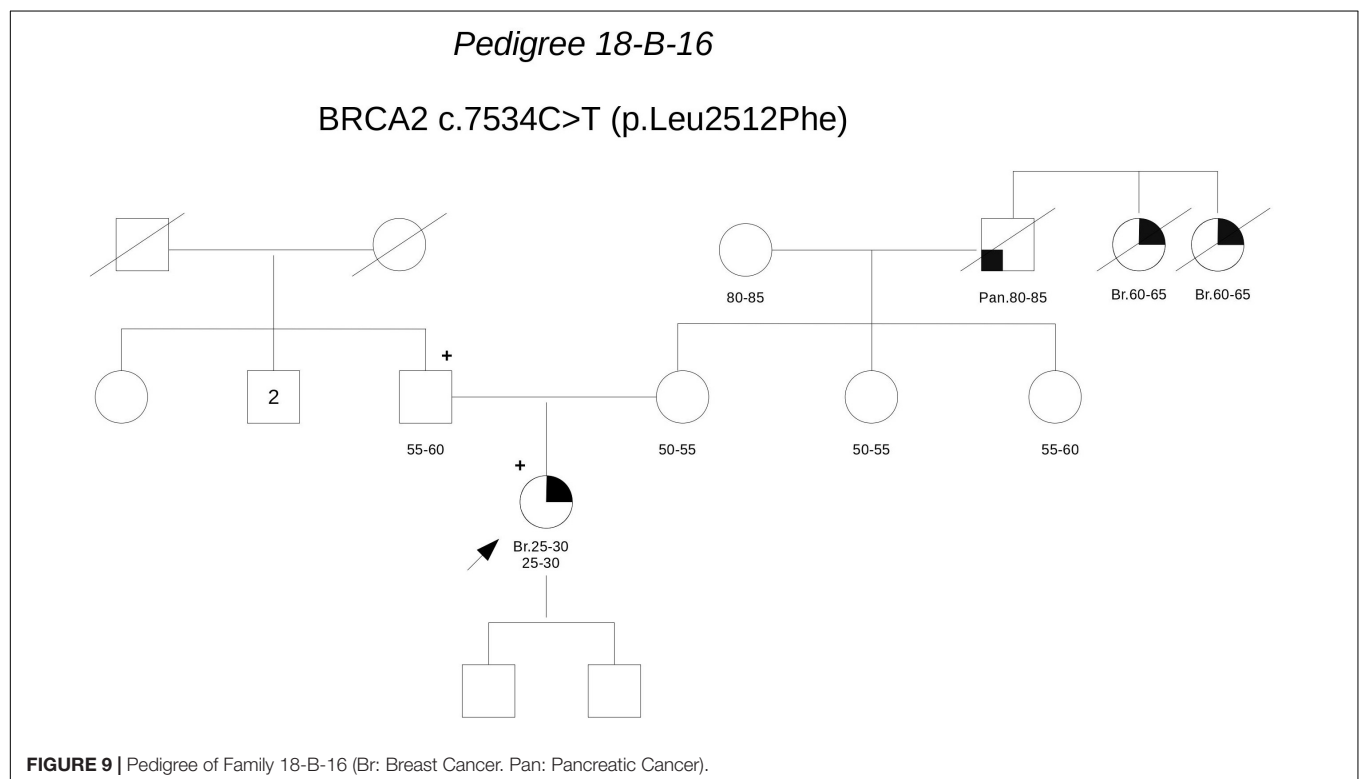 Pedigree 18-B-16
BRCA2 c.7534C>T (p.Leu2512Phe)
80-85
Pan.80-85
Br.60-65
Br.60-65
+
2
55-60
50-55
50-55
55-60
+
Br.25-30
25-30
FIGURE 9 | Pedigree of Family 18-B-16 (Br: Breast Cancer. Pan: Pancreatic Cancer).